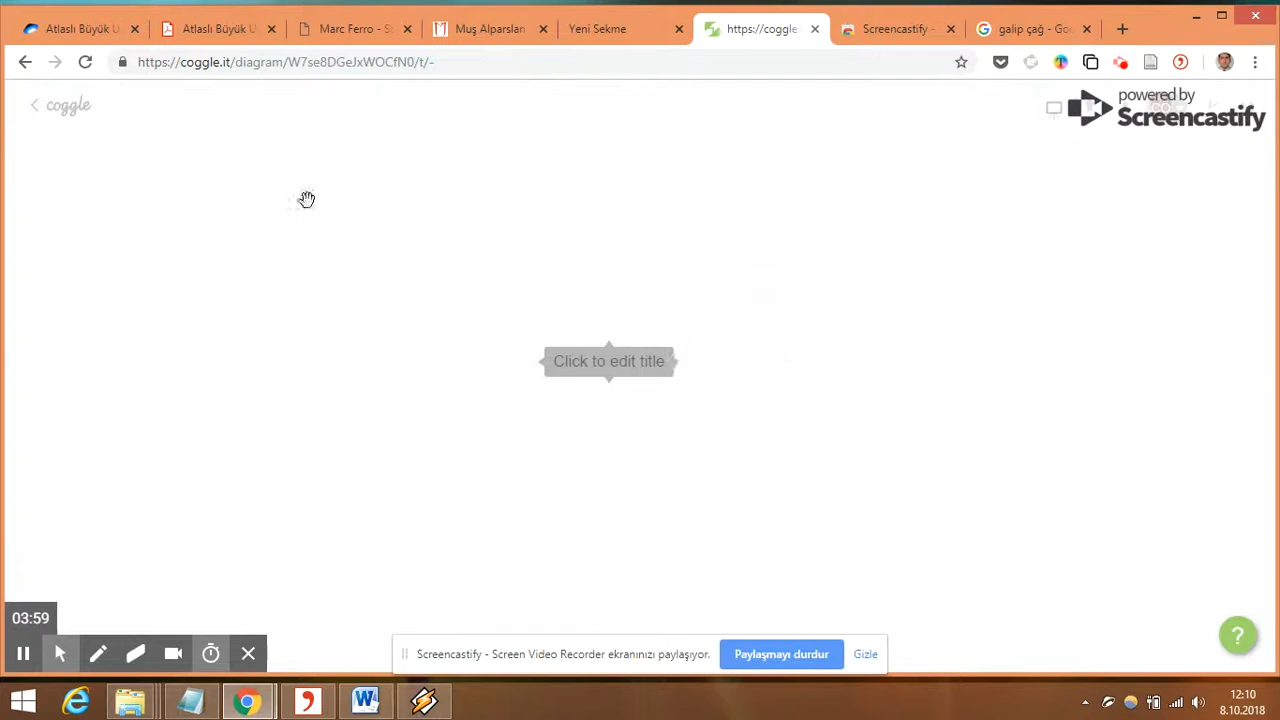 Atlaslı Büyük U
Atlaslı Büyük U
Marc Ferro - S
Muş Alparslan
Yeni Sekme
https://coggle
Screencastify -
galip çağ - Goo
https://coggle.it/diagram/W7se8DGeJxWOCfN0/t/-
coggle
powered by
Screencastify
Click to edit title
03:59
Screencastify - Screen Video Recorder ekranınızı paylaşıyor.
Paylaşmayı durdur
Gizle
?
12:10
8.10.2018